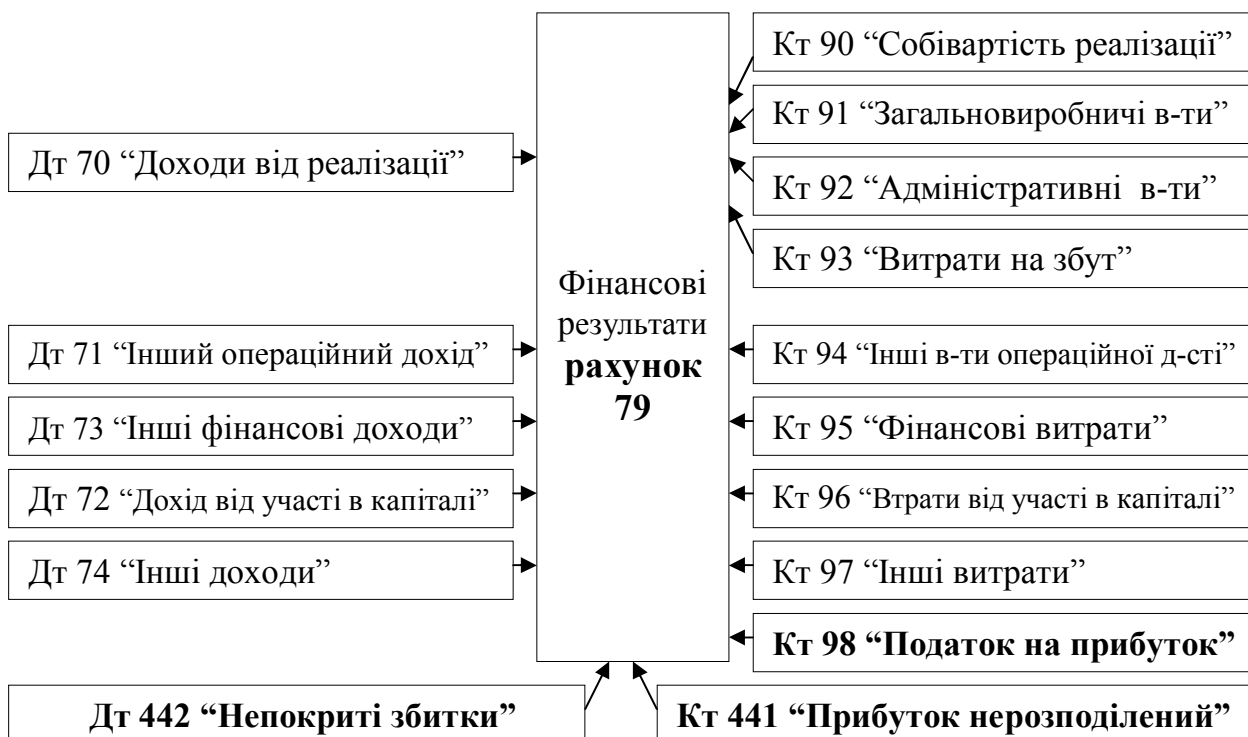 Кт 90 “Собівартість реалізації”
Кт 91 “Загальновиробничі в-ти”
Дт 70 “Доходи від реалізації”
Кт 92 “Адміністративні в-ти”
Кт 93 “Витрати на збут”
Фінансові
результати
рахунок
79
Дт 71 “Інший операційний дохід”
Кт 94 “Інші в-ти операційної д-сті”
Дт 73 “Інші фінансові доходи”
Кт 95 “Фінансові витрати”
Дт 72 “Дохід від участі в капіталі”
Кт 96 “Втрати від участі в капіталі”
Дт 74 “Інші доходи”
Кт 97 “Інші витрати”
Кт 98 “Податок на прибуток”
Дт 442 “Непокриті збитки”
Кт 441 “Прибуток нерозподілений”